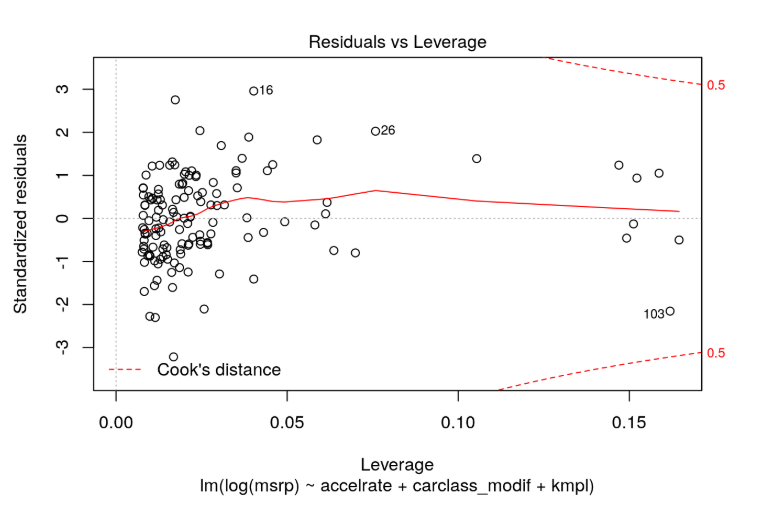 Residuals vs Leverage
Standardized residuals
3
2
1
0
-1
-2
-3
16
26
103
0.5
0.5
Cook's distance
0.00 0.05 0.10 0.15
Leverage
lm(log(msrp) ~ accelrate + carclass_modif + kmpl)